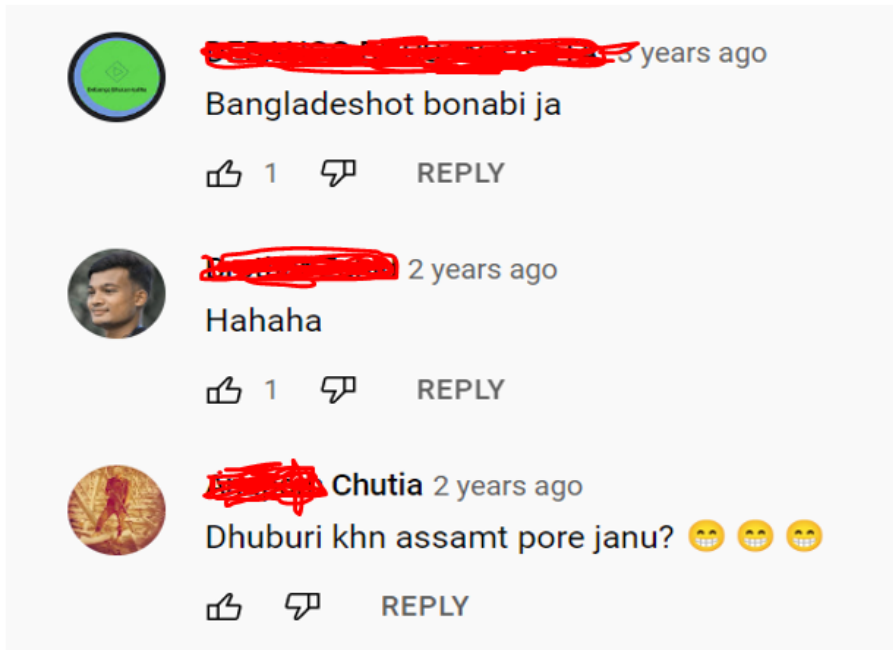 3 years ago
Bangladeshot bonabi ja
1 REPLY
2 years ago
Hahaha
1 REPLY
Chutia 2 years ago
Dhuburi khn assamt pore janu? 😁 😁 😁
REPLY